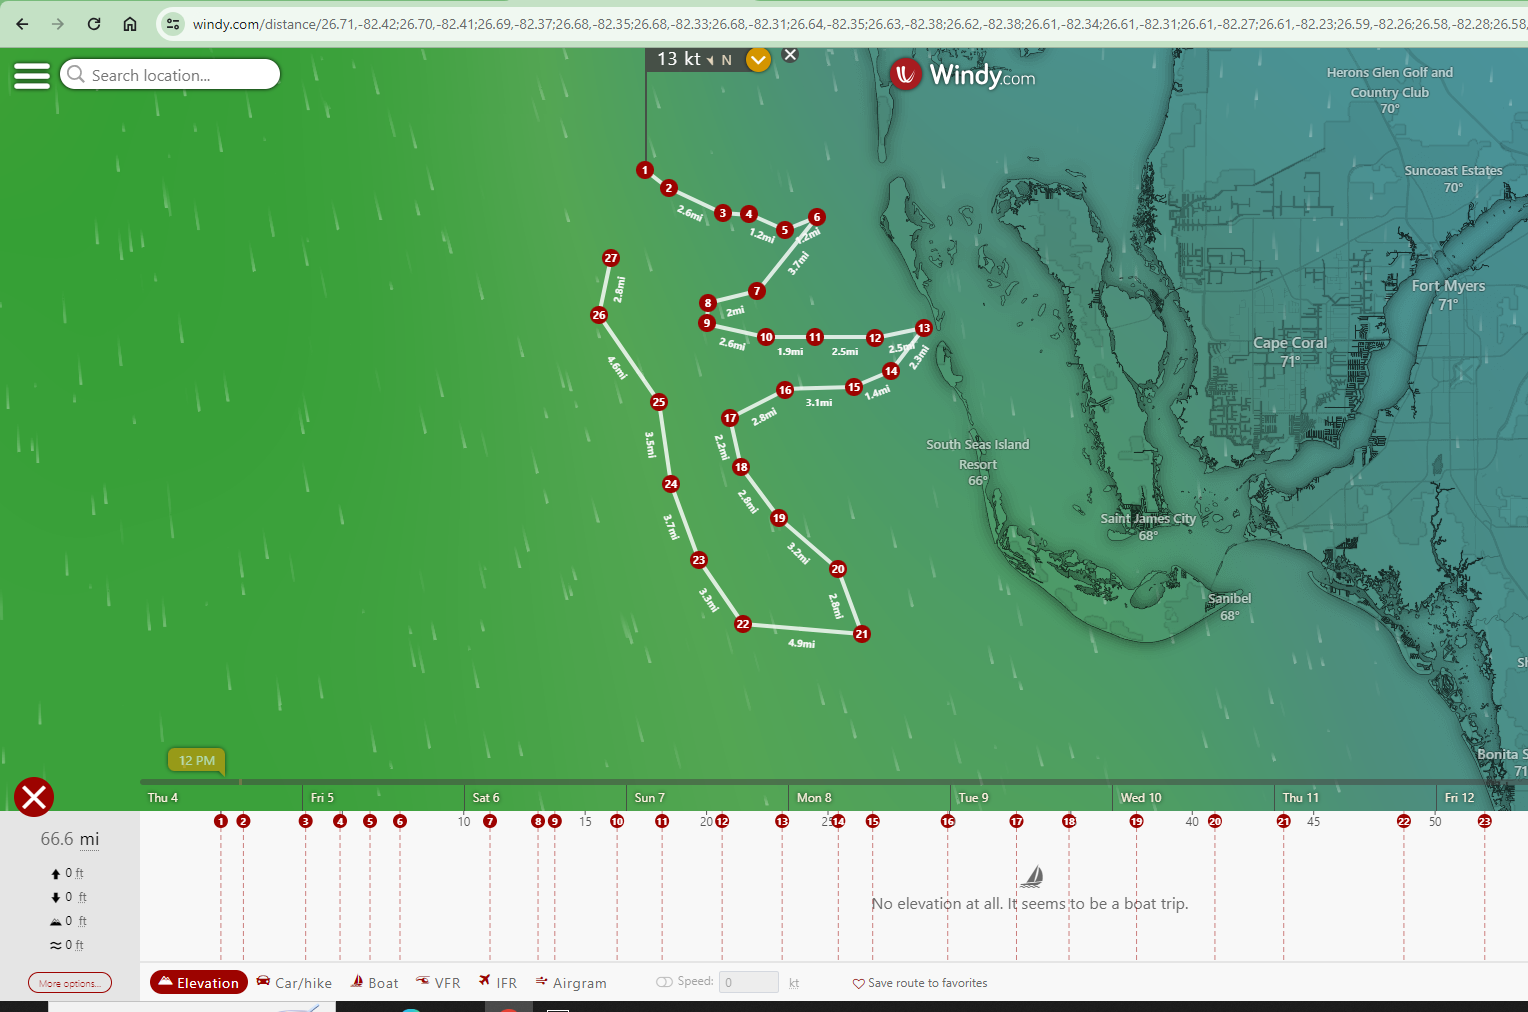 windy.com/distance/26.71,-82.42;26.70,-82.41;26.69,-82.37;26.68,-82.35;26.68,-82.33;26.68,-82.31;26.64,-82.35;26.63,-82.38;26.62,-82.38;26.61,-82.34;26.61,-82.31;26.61,-82.27;26.61,-82.23;26.59,-82.26;26.58,-82.28;26.58,
Search location...
13 kt N
Windy.com
Herons Glen Golf and
Country Club
70°
Suncoast Estates
70°
1
2
2.6mi
3
4
1.2mi
5
6
1.2mi
3.7mi
27
2.8mi
26
7
8
2mi
9
Fort Myers
71°
2.6mi
10
1.9mi
11
2.5mi
12
2.5mi
13
2.3mi
Cape Coral
71°
4.6mi
14
1.4mi
15
3.1mi
16
2.8mi
17
25
3.5mi
2.2mi
18
South Seas Island
Resort
66°
24
2.8mi
3.7mi
19
3.2mi
Saint James City
68°
23
20
3.3mi
2.8mi
Sanibel
68°
22
4.9mi
21
Bonita S
71
12 PM
Thu 4 Fri 5 Sat 6 Sun 7 Mon 8 Tue 9 Wed 10 Thu 11 Fri 12
1 2 3 4 5 6 10 7 8 9 15 10 11 20 12 13 25 14 15 16 17 18 19 40 20 21 45 22 50 23
66.6 mi
0 ft
0 ft
0 ft
0 ft
No elevation at all. It seems to be a boat trip.
More options...
Elevation Car/hike Boat VFR IFR Airgram Speed: 0 kt Save route to favorites